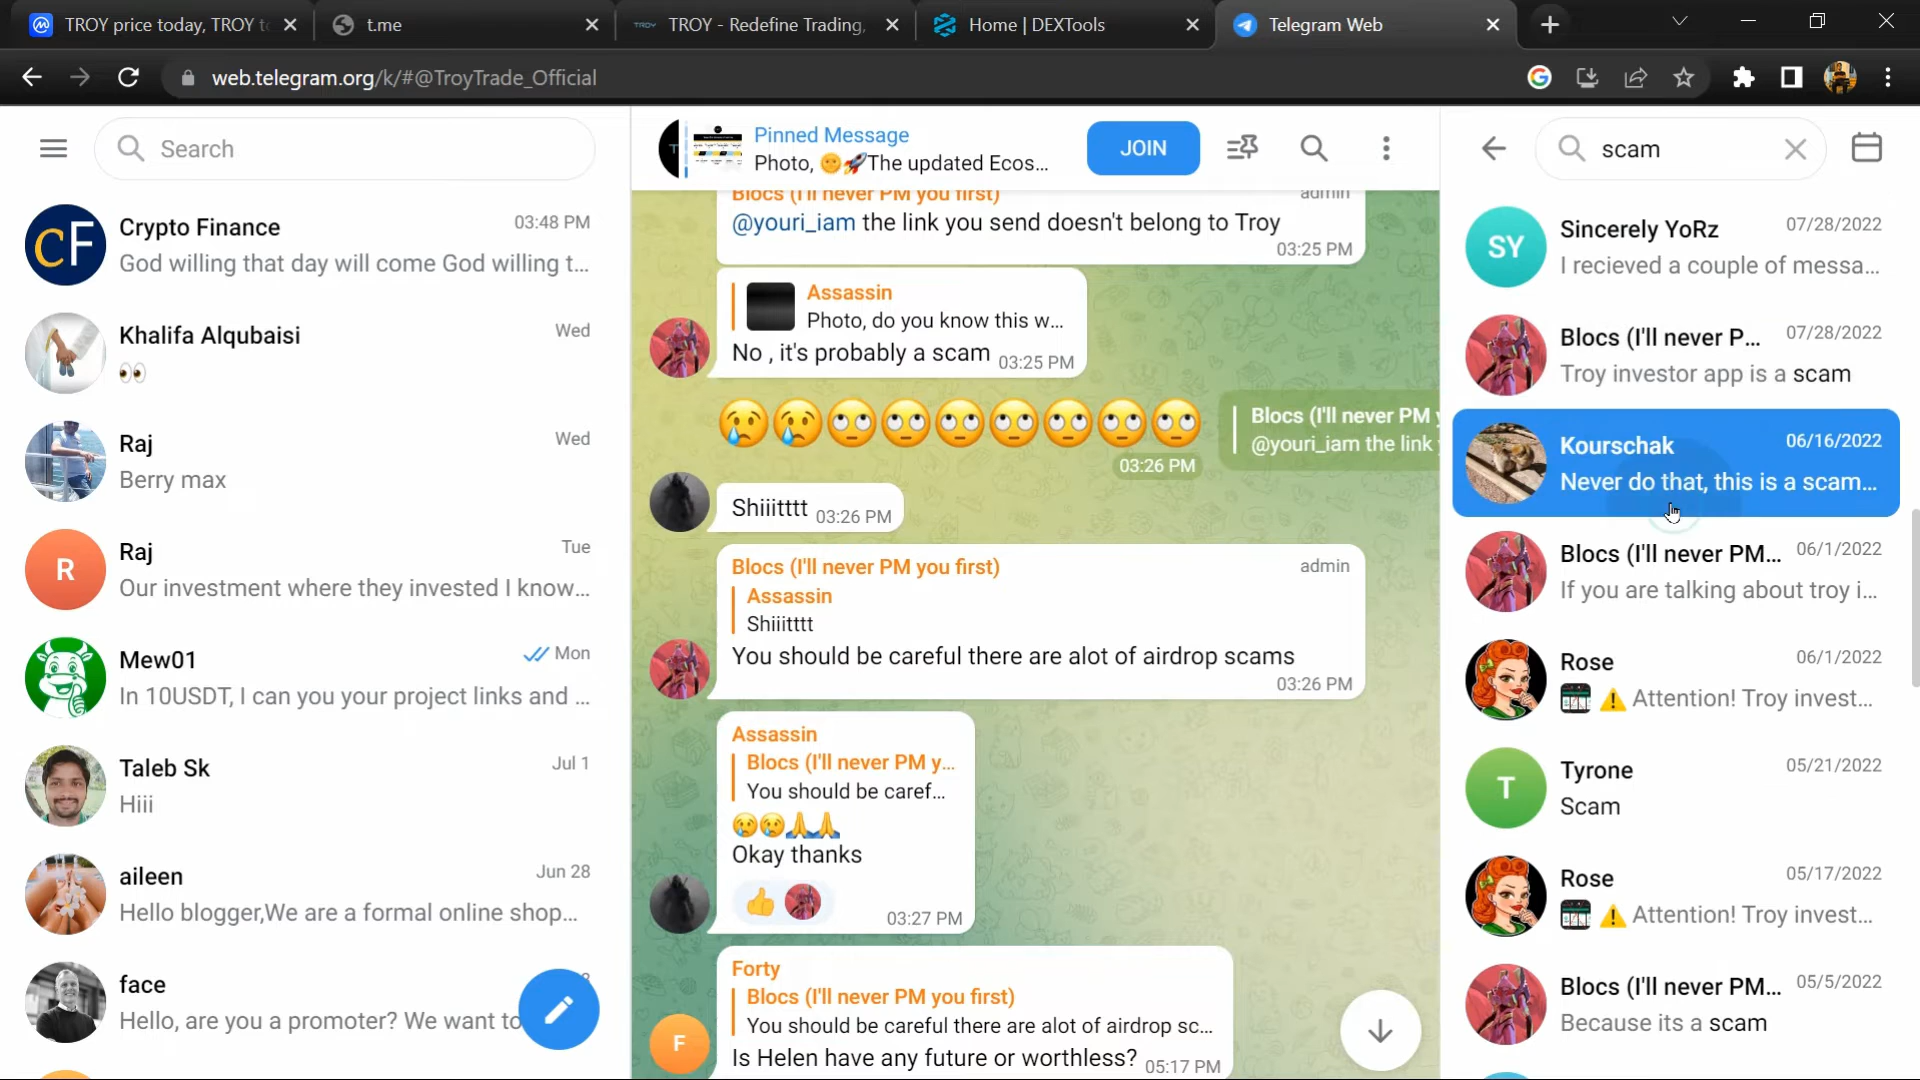 TROY price today, TROY t
t.me
TROY - Redefine Trading,
Home | DEXTools
Telegram Web
web.telegram.org/k/#@TroyTrade_Official
Search
Crypto Finance 03:48 PM
God willing that day will come God willing t...
Khalifa Alqubaisi Wed
Raj Wed
Berry max
R
Raj Tue
Our investment where they invested I know...
Mew01 Mon
In 10USDT, I can you your project links and ...
Taleb Sk Jul 1
Hiii
aileen Jun 28
Hello blogger,We are a formal online shop...
face
Hello, are you a promoter? We want to
Pinned Message
Photo, 🌞🚀The updated Ecos...
JOIN
Blocs (I'll never PM you first) admin
@youri_iam the link you send doesn't belong to Troy
03:25 PM
Assassin
Photo, do you know this w...
No , it's probably a scam 03:25 PM
😢😢🙄🙄🙄🙄🙄🙄🙄
03:26 PM
Blocs (I'll never PM y
@youri_iam the link
Shiiitttt 03:26 PM
Blocs (I'll never PM you first) admin
Assassin
Shiiitttt
You should be careful there are alot of airdrop scams
03:26 PM
Assassin
Blocs (I'll never PM y...
You should be caref...
😢😢🙏🙏
Okay thanks
03:27 PM
Forty
Blocs (I'll never PM you first)
You should be careful there are alot of airdrop sc...
F
Is Helen have any future or worthless? 05:17 PM
scam
SY
Sincerely YoRz 07/28/2022
I recieved a couple of messa...
Blocs (I'll never P... 07/28/2022
Troy investor app is a scam
Kourschak 06/16/2022
Never do that, this is a scam...
Blocs (I'll never PM... 06/1/2022
If you are talking about troy i...
Rose 06/1/2022
⚠️ Attention! Troy invest...
T
Tyrone 05/21/2022
Scam
Rose 05/17/2022
⚠️ Attention! Troy invest...
Blocs (I'll never PM... 05/5/2022
Because its a scam